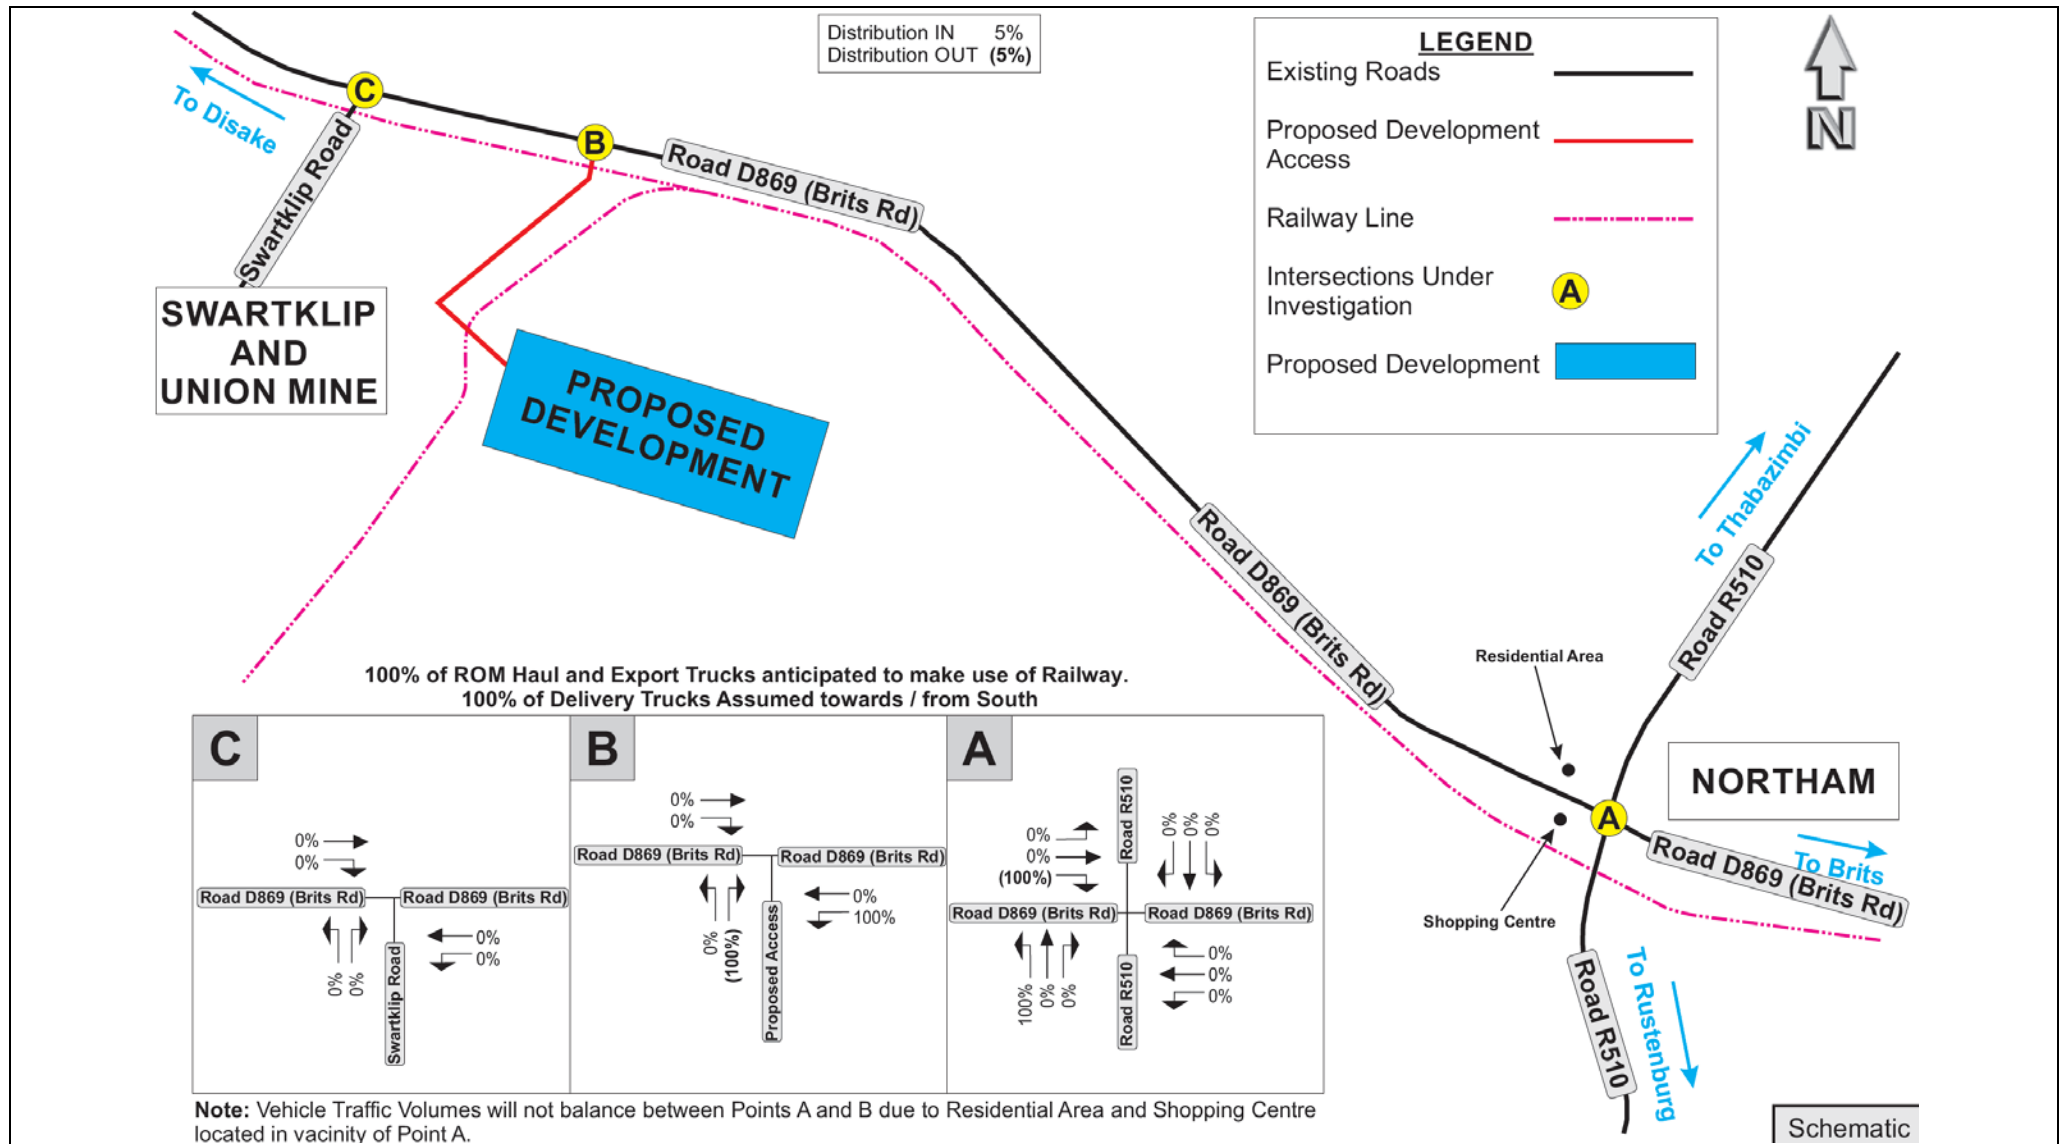 Distribution IN 5%
Distribution OUT (5%)
LEGEND
Existing Roads
Proposed Development
Access
Railway Line
Intersections Under
Investigation
A
Proposed Development
N
To Disake
C
B
Road D869 (Brits Rd)
Swartklip Road
SWARTKLIP
AND
UNION MINE
PROPOSED
DEVELOPMENT
Road D869 (Brits Rd)
To Thabazimbi
Road R510
Residential Area
NORTHAM
A
Road D869 (Brits Rd)
To Brits
Shopping Centre
Road R510
To Rustenburg
100% of ROM Haul and Export Trucks anticipated to make use of Railway.
100% of Delivery Trucks Assumed towards / from South
C
0%
0%
Road D869 (Brits Rd)
Road D869 (Brits Rd)
0%
0%
0%
0%
Swartklip Road
B
0%
0%
Road D869 (Brits Rd)
Road D869 (Brits Rd)
0%
100%
0%
(100%)
Proposed Access
A
Road R510
0%
0%
(100%)
0%
0%
0%
Road D869 (Brits Rd)
Road D869 (Brits Rd)
100%
0%
0%
0%
0%
0%
Road R510
Note: Vehicle Traffic Volumes will not balance between Points A and B due to Residential Area and Shopping Centre
located in vacinity of Point A.
Schematic